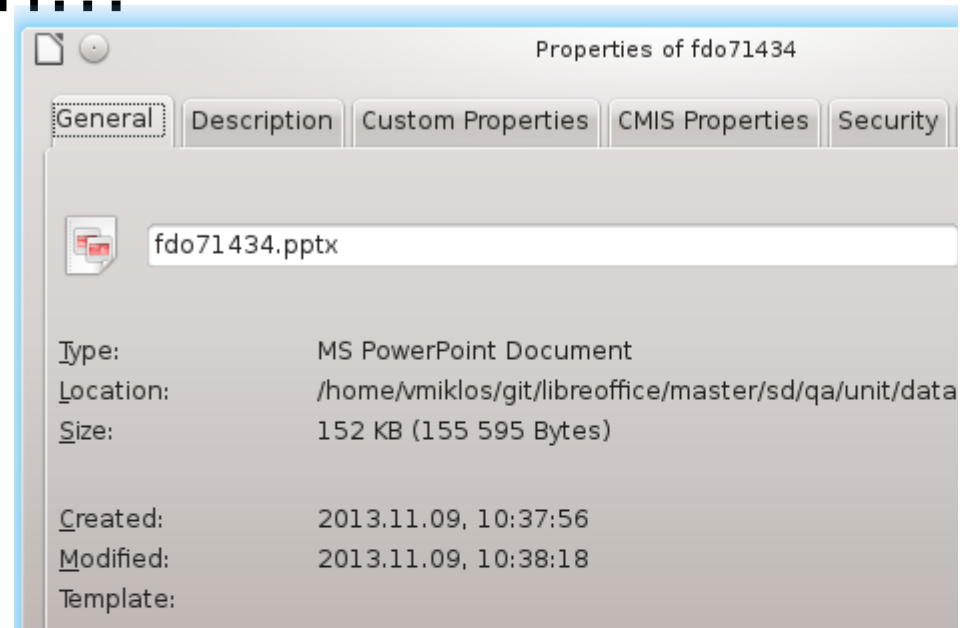 Properties of fdo71434
General Description Custom Properties CMIS Properties Security
fdo71434.pptx
Type: MS PowerPoint Document
Location: /home/vmiklos/git/libreoffice/master/sd/qa/unit/data
Size: 152 KB (155 595 Bytes)
Created: 2013.11.09, 10:37:56
Modified: 2013.11.09, 10:38:18
Template: